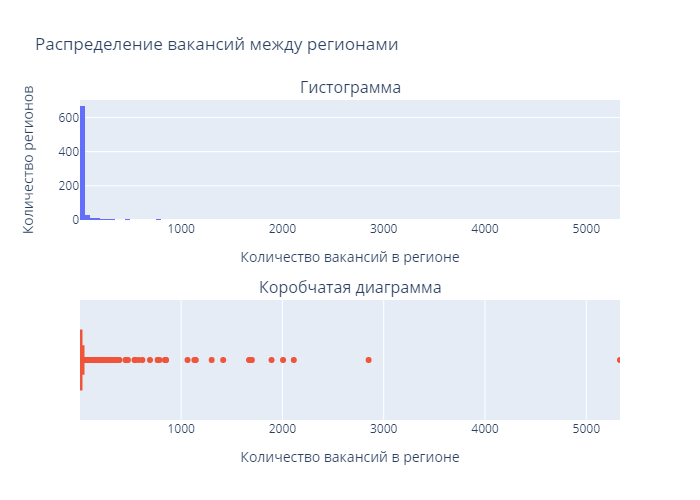 Распределение вакансий между регионами
Гистограмма
Количество регионов
600
400
200
0
1000 2000 3000 4000 5000
Количество вакансий в регионе
Коробчатая диаграмма
1000 2000 3000 4000 5000
Количество вакансий в регионе